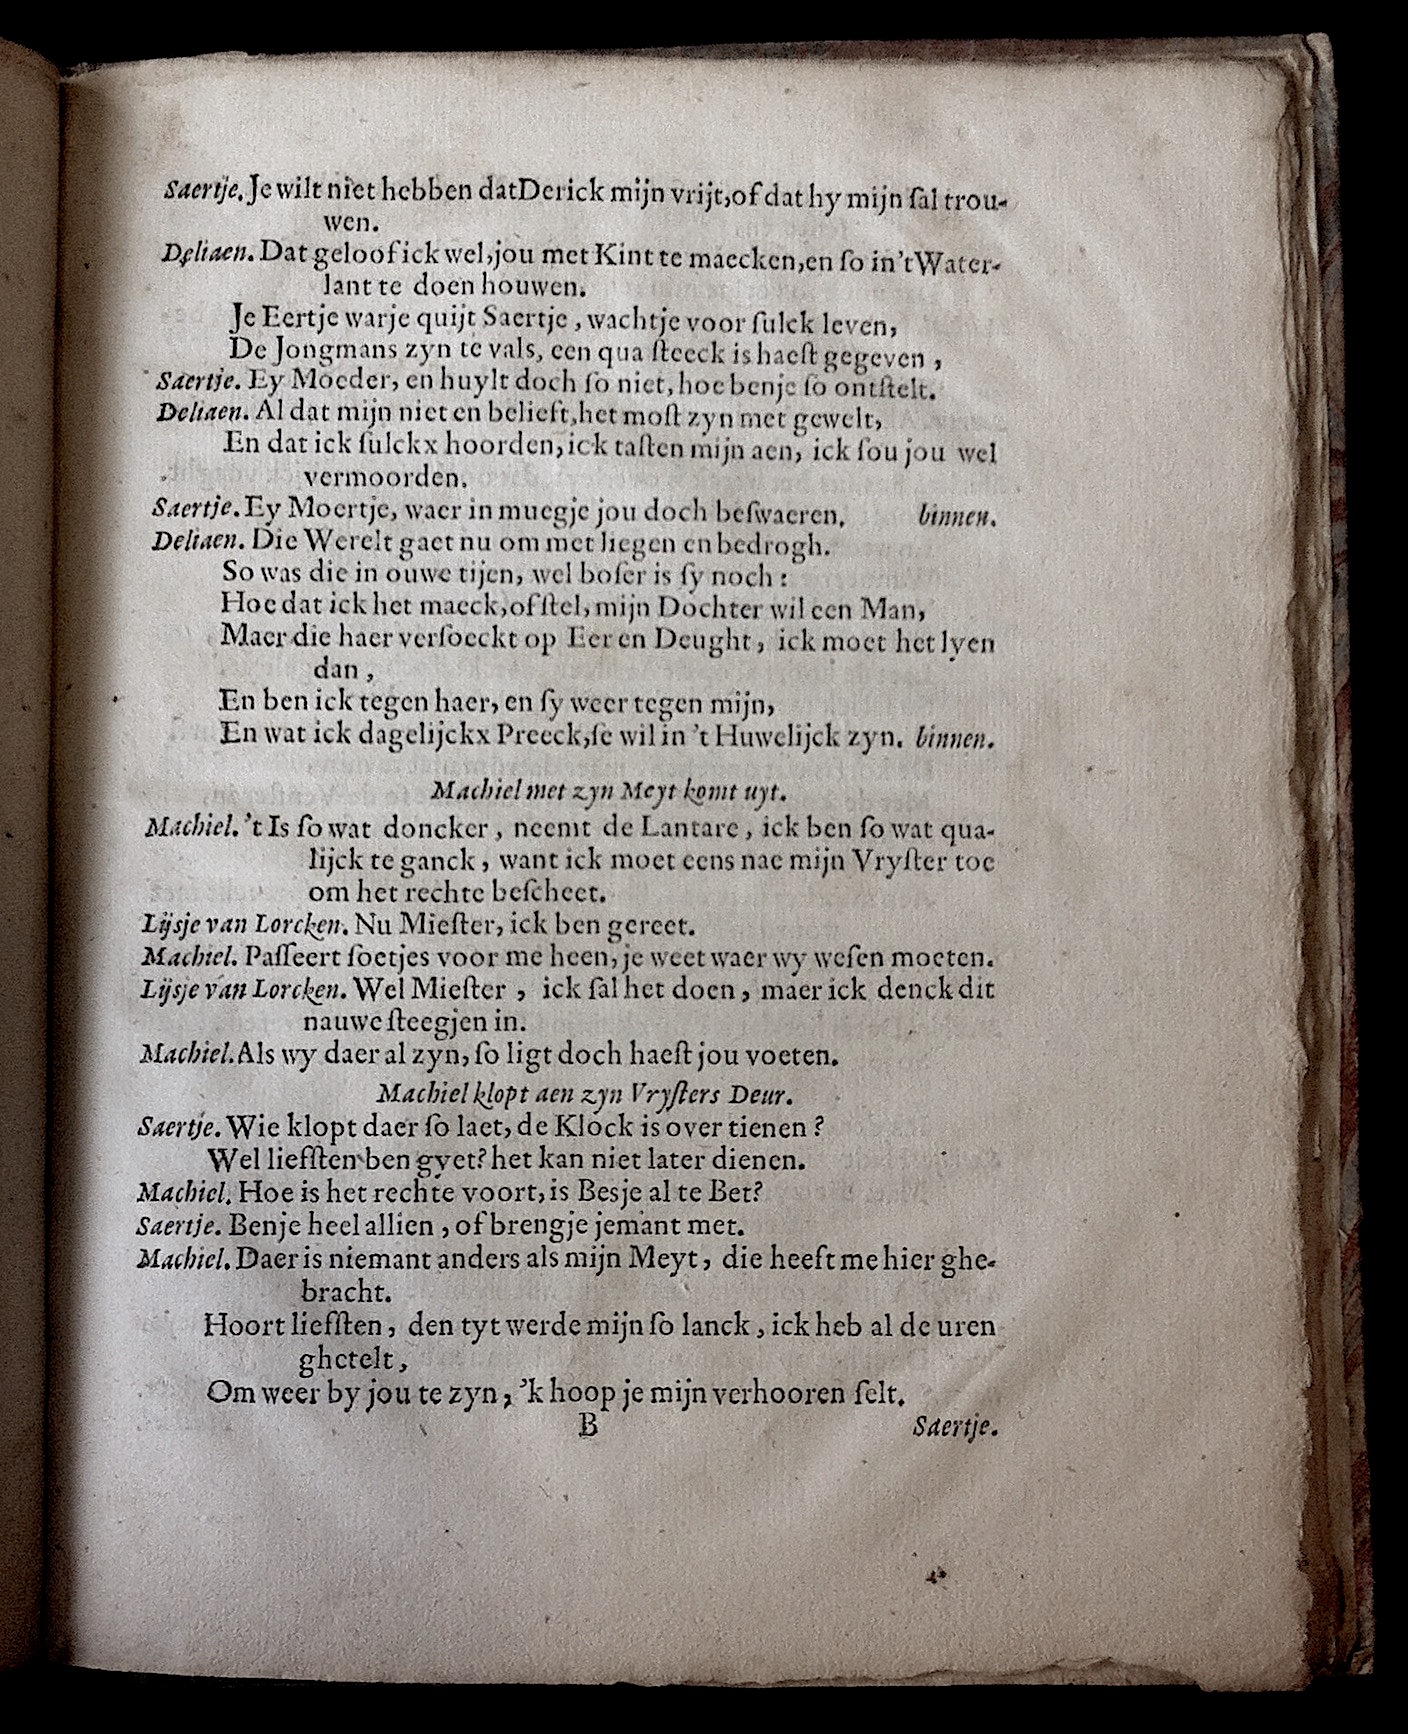 Saertje. Je wilt niet hebben dat Derick mijn vrijt, of dat hy mijn ſal trou-
wen.
Deliaen. Dat geloof ick wel, jou met Kint te maecken, en ſo in 't Water-
lant te doen houwen.
Je Eertje warje quijt Saertje, wachtje voor ſulck leven,
De Jongmans zyn te vals, een qua ſteeck is haeſt gegeven,
Saertje. Ey Moeder, en huylt doch ſo niet, hoe benje ſo ontſtelt.
Deliaen. Al dat mijn niet en belieft, het moſt zyn met gewelt,
En dat ick ſulckx hoorden, ick taſten mijn aen, ick ſou jou wel
vermoorden.
Saertje. Ey Moertje, waer in muegje jou doch beſwaeren. binnen.
Deliaen. Die Werelt gaet nu om met liegen en bedrogh.
So was die in ouwe tijen, wel boſer is ſy noch:
Hoe dat ick het maeck, of ſtel, mijn Dochter wil een Man,
Maer die haer verſoeckt op Eer en Deught, ick moet het lyen
dan,
En ben ick tegen haer, en ſy weer tegen mijn,
En wat ick dagelijckx Preeck, ſe wil in 't Huwelijck zyn. binnen.
Machiel met zyn Meyt komt uyt.
Machiel. 't Is ſo wat doncker, neemt de Lantare, ick ben ſo wat qua-
lijck te ganck, want ick moet eens nae mijn Vryſter toe
om het rechte beſcheet.
Lijsje van Lorcken. Nu Mieſter, ick ben gereet.
Machiel. Paſſeert ſoetjes voor me heen, je weet waer wy weſen moeten.
Lijsje van Lorcken. Wel Mieſter, ick ſal het doen, maer ick denck dit
nauwe ſteegjen in.
Machiel. Als wy daer al zyn, ſo ligt doch haeſt jou voeten.
Machiel klopt aen zyn Vryſters Deur.
Saertje. Wie klopt daer ſo laet, de Klock is over tienen?
Wel liefſten ben gyet? het kan niet later dienen.
Machiel. Hoe is het rechte voort, is Besje al te Bet?
Saertje. Benje heel allien, of brengje jemant met.
Machiel. Daer is niemant anders als mijn Meyt, die heeft me hier ghe-
bracht.
Hoort liefſten, den tyt werde mijn ſo lanck, ick heb al de uren
ghetelt,
Om weer by jou te zyn, 'k hoop je mijn verhooren ſelt.
B Saertje.